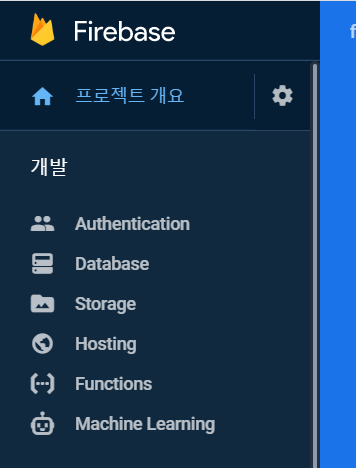 Firebase
프로젝트 개요
개발
Authentication
Database
Storage
Hosting
Functions
Machine Learning